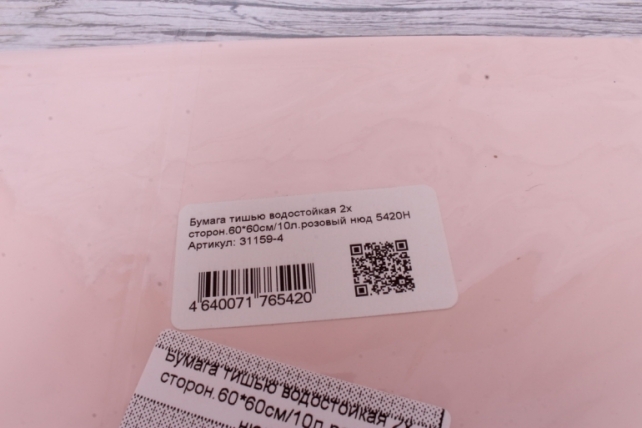 Бумага тишью водостойкая 2х
сторон.60*60см/10л.розовый нюд 5420Н
Артикул: 31159-4
4 640071 765420
Бумага тишью водостойкая 2х
сторон.60*60см/10л.